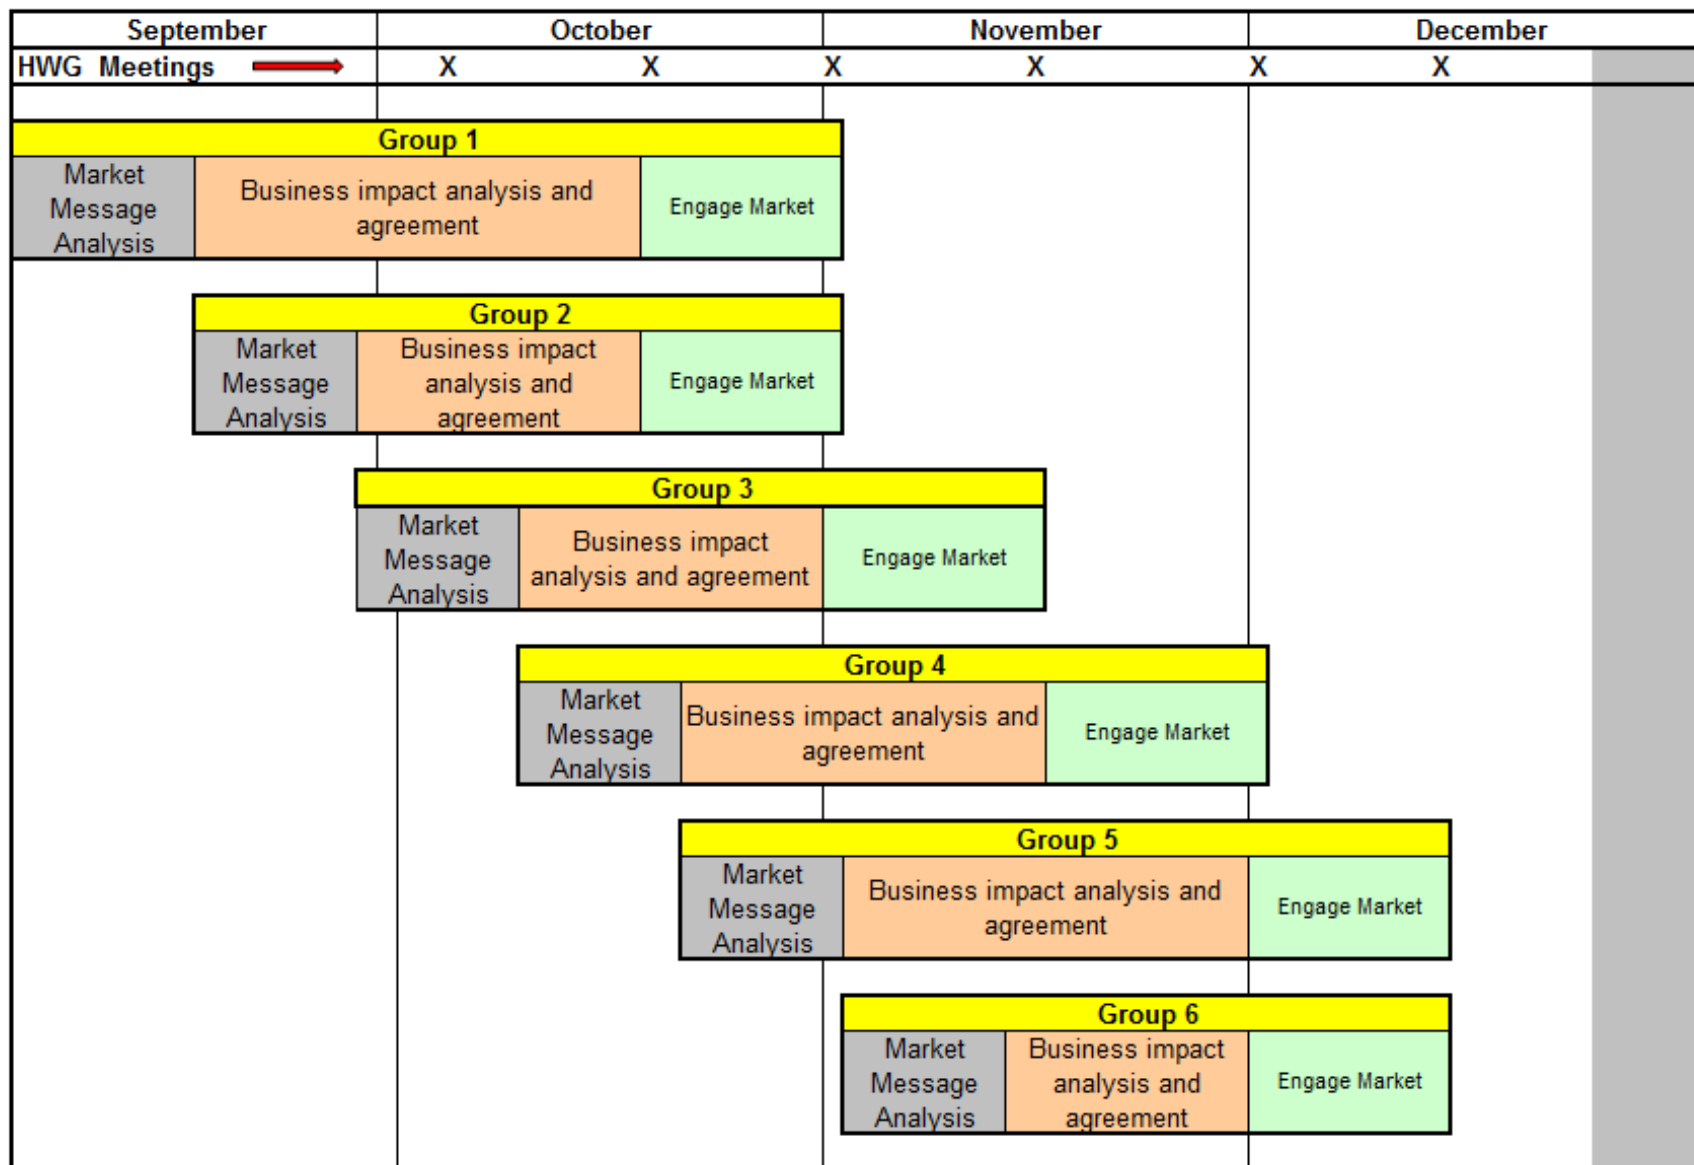 September October November December
HWG Meetings X X X X X X
Group 1
Market
Message
Analysis
Business impact analysis and
agreement
Engage Market
Group 2
Market
Message
Analysis
Business impact
analysis and
agreement
Engage Market
Group 3
Market
Message
Analysis
Business impact
analysis and agreement
Engage Market
Group 4
Market
Message
Analysis
Business impact analysis and
agreement
Engage Market
Group 5
Market
Message
Analysis
Business impact analysis and
agreement
Engage Market
Group 6
Market
Message
Analysis
Business impact
analysis and
agreement
Engage Market